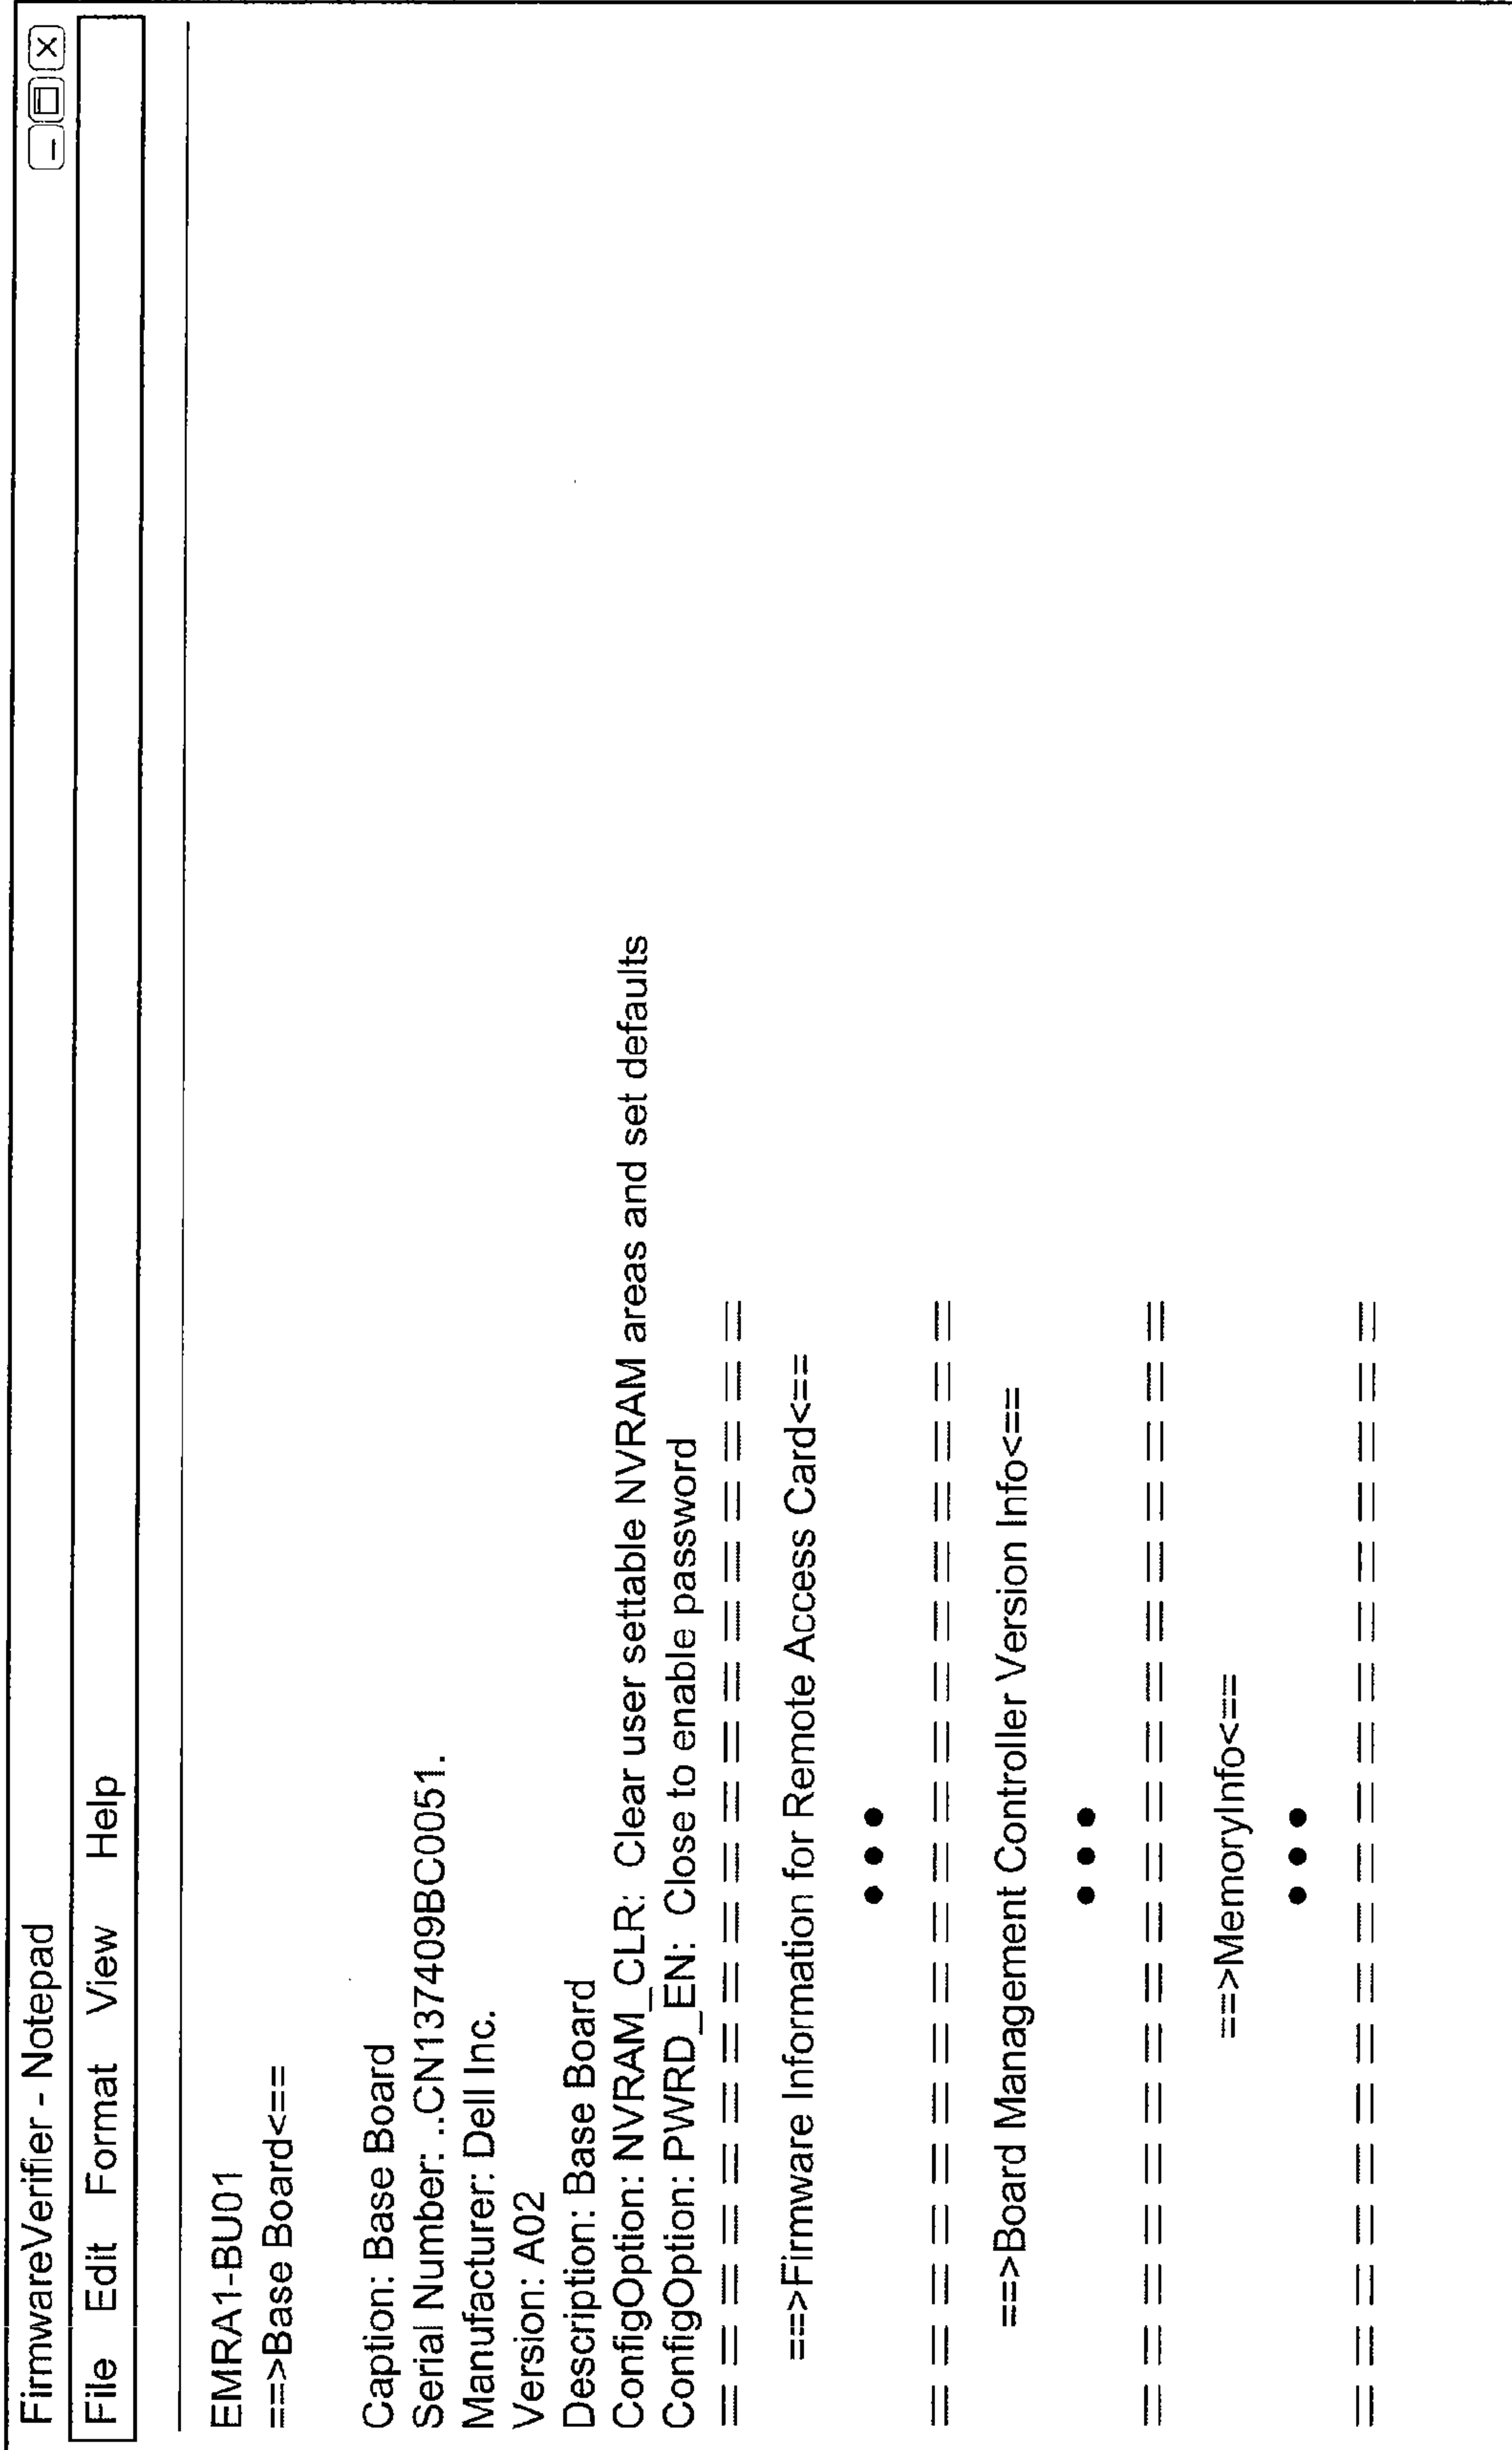 FirmwareVerifier - Notepad
File Edit Format View Help
EMRA1-BU01
==>Base Board<==
Caption: Base Board
Serial Number: ..CN137409BC0051.
Manufacturer: Dell Inc.
Version: A02
Description: Base Board
ConfigOption: NVRAM_CLR: Clear user settable NVRAM areas and set defaults
ConfigOption: PWRD_EN: Close to enable password
= = = = = = = = = = = = = = = = = = =
==>Firmware Information for Remote Access Card<==
● ● ●
= = = = = = = = = = = = = = = = = = =
==>Board Management Controller Version Info<==
● ● ●
= = = = = = = = = = = = = = = = = = =
==>MemoryInfo<==
● ● ●
= = = = = = = = = = = = = = = = = = =